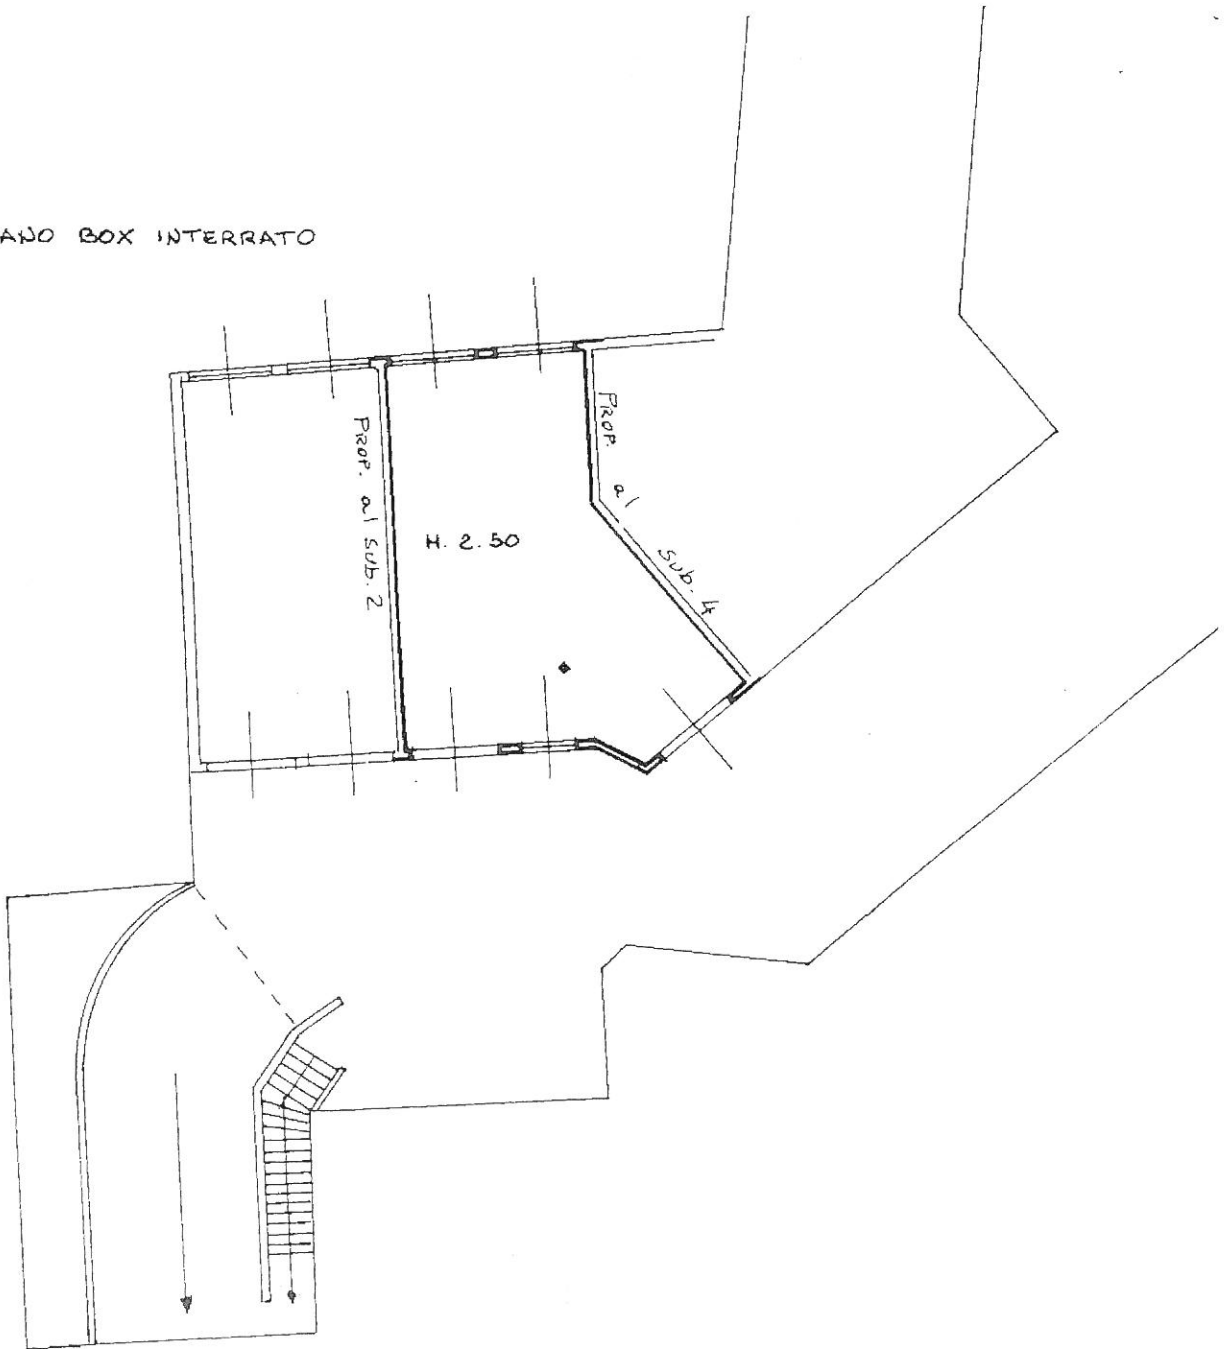 ANO BOX INTERRATO
PROP. al SUB. 2
H. 2.50
PROP. al SUB. 4